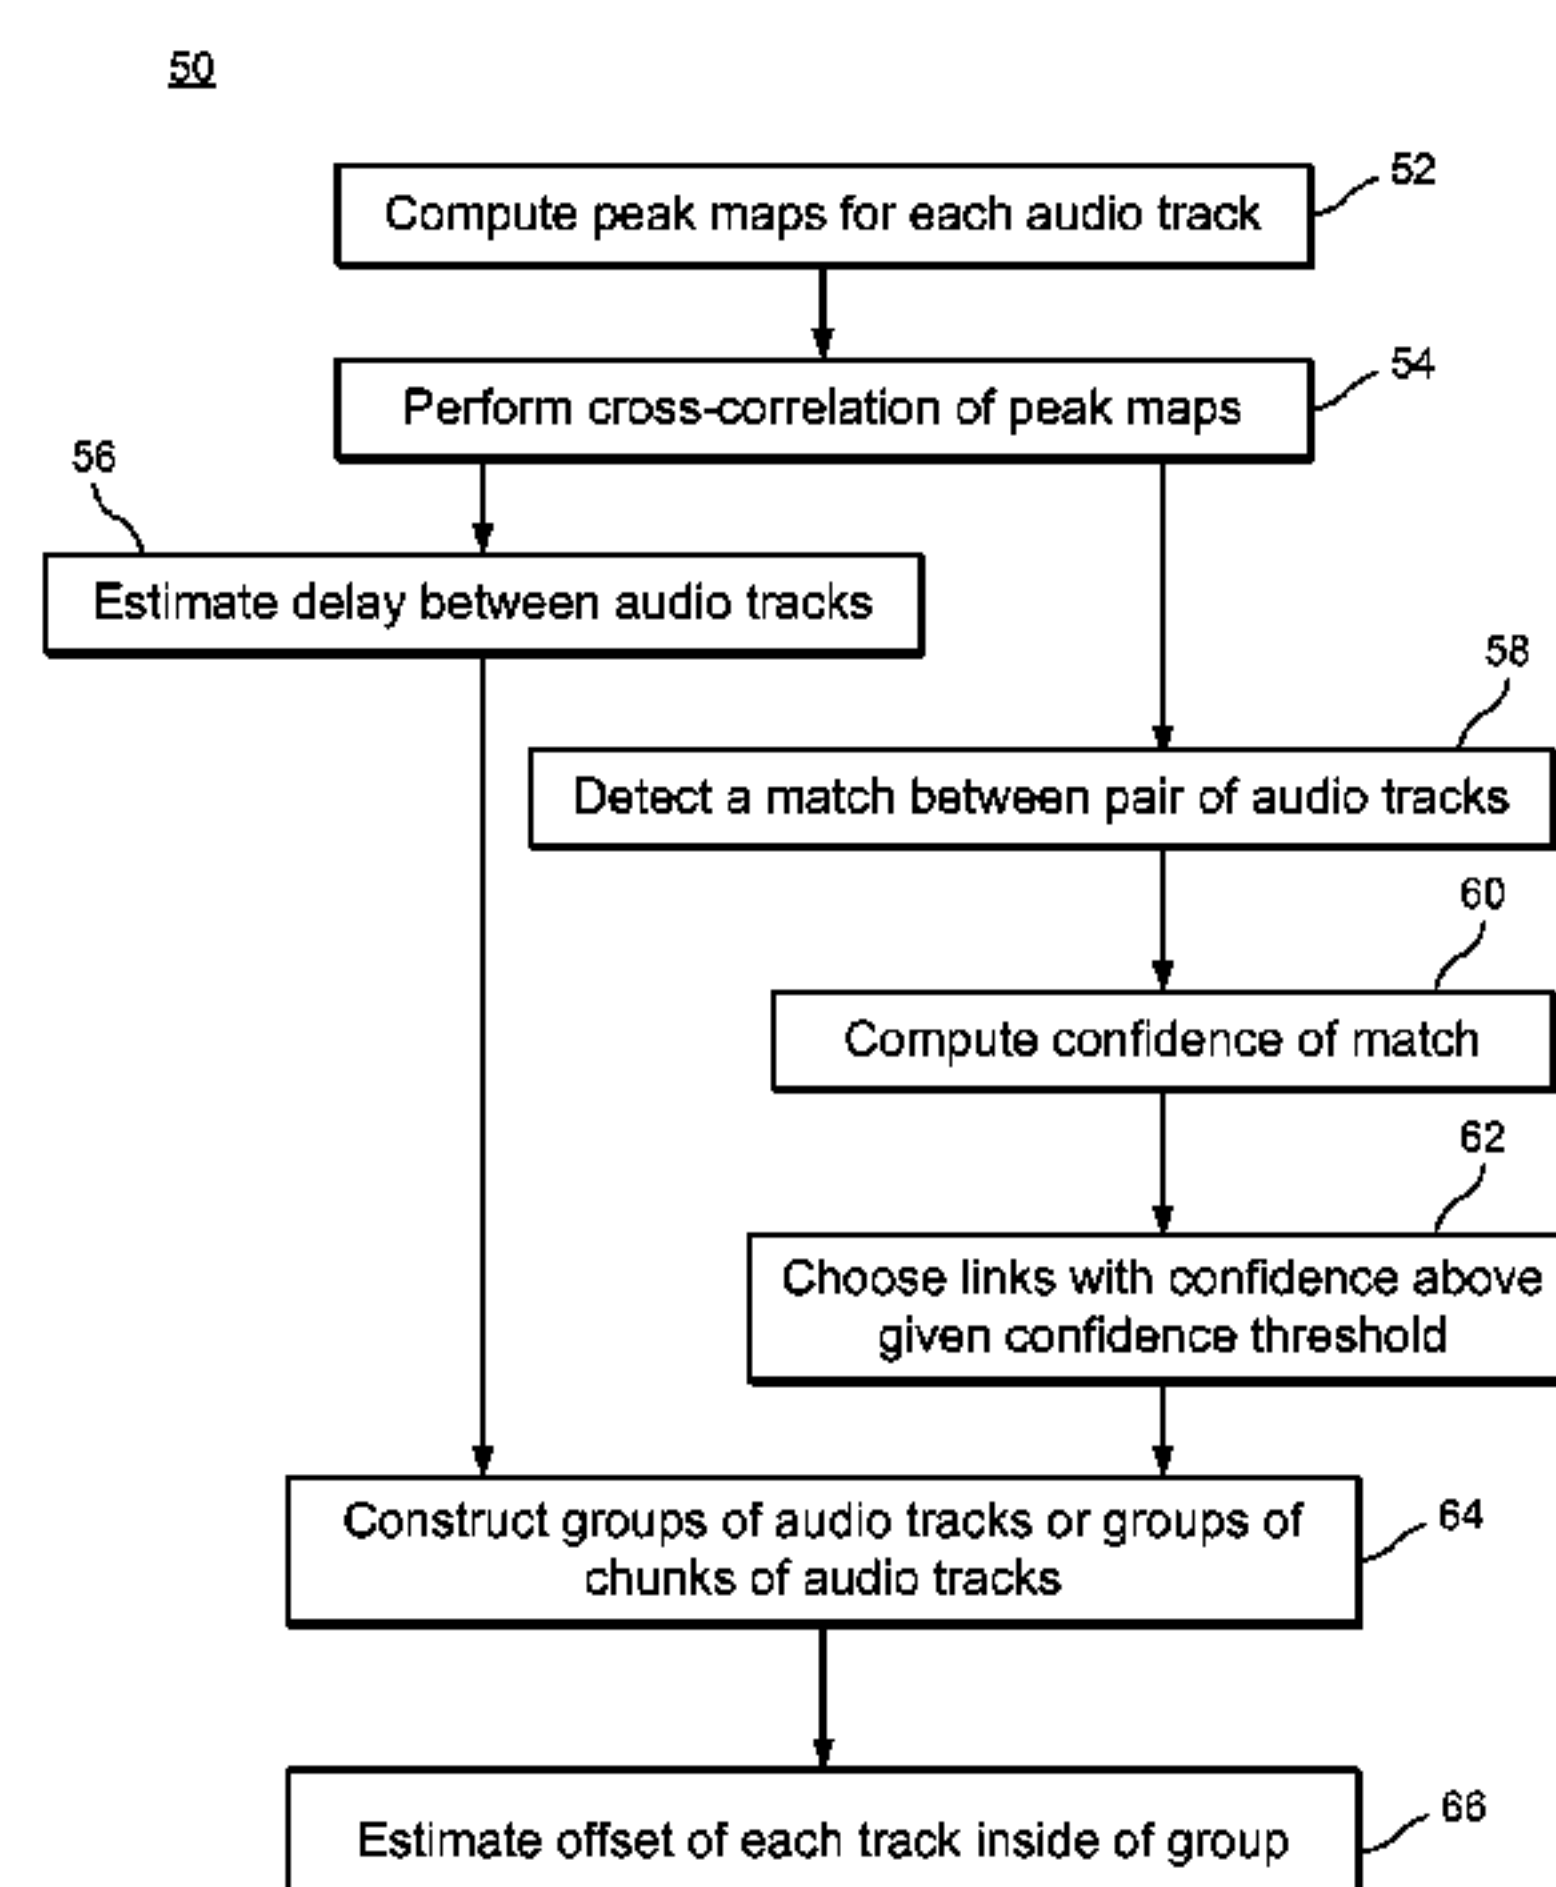 50
Compute peak maps for each audio track
52
Perform cross-correlation of peak maps
54
56
Estimate delay between audio tracks
58
Detect a match between pair of audio tracks
60
Compute confidence of match
62
Choose links with confidence above
given confidence threshold
Construct groups of audio tracks or groups of
chunks of audio tracks
64
Estimate offset of each track inside of group
66